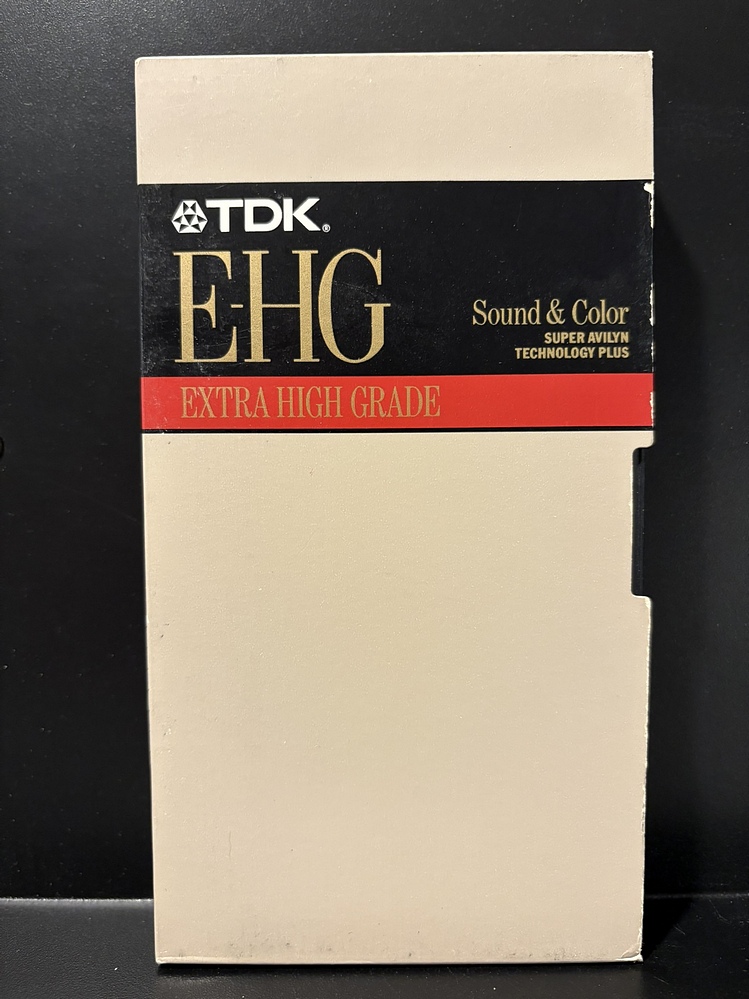 TDK®
E-HG
Sound & Color
SUPER AVILYN
TECHNOLOGY PLUS
EXTRA HIGH GRADE